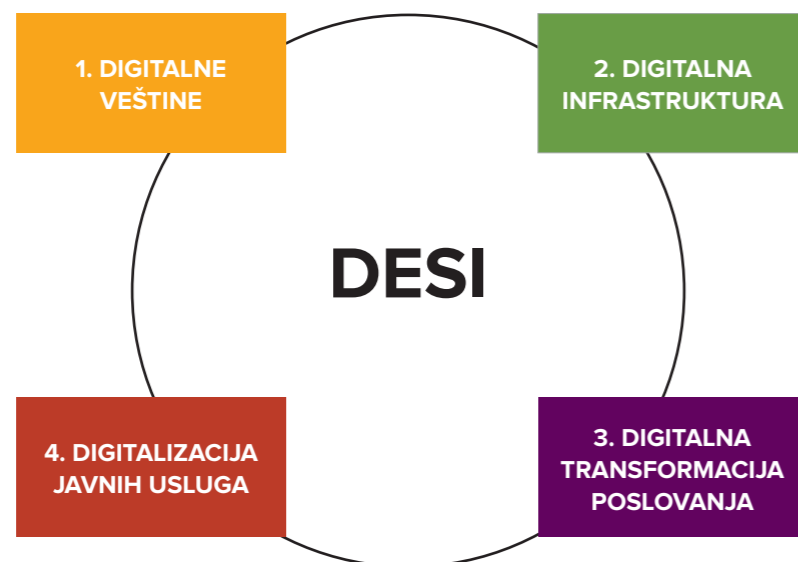 1. DIGITALNE
VEŠTINE
2. DIGITALNA
INFRASTRUKTURA
DESI
4. DIGITALIZACIJA
JAVNIH USLUGA
3. DIGITALNA
TRANSFORMACIJA
POSLOVANJA